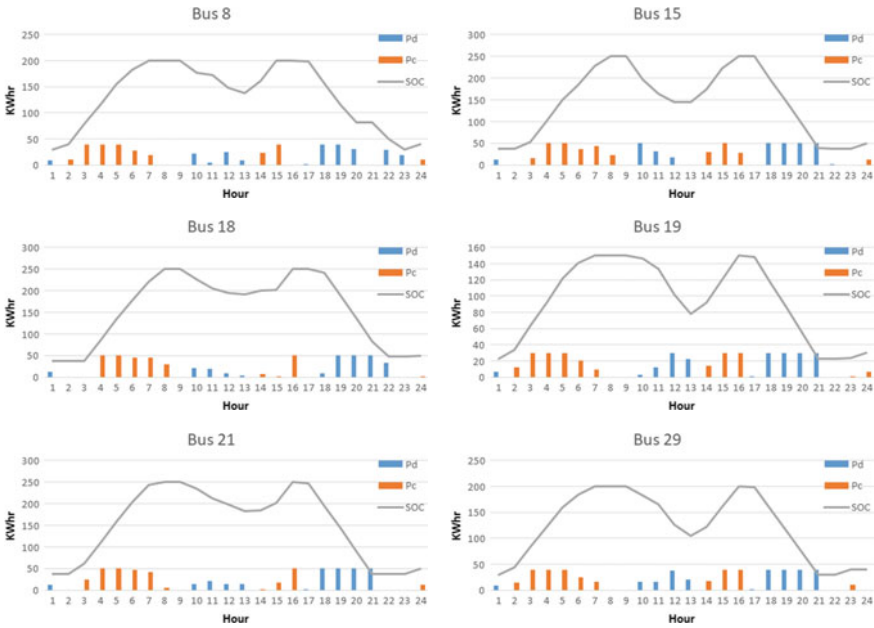 Bus 8
250
200
150
100
50
0
KWhr
Pd
Pc
SOC
1 2 3 4 5 6 7 8 9 10 11 12 13 14 15 16 17 18 19 20 21 22 23 24
Hour
Bus 15
300
250
200
150
100
50
0
KWhr
Pd
Pc
SOC
1 2 3 4 5 6 7 8 9 10 11 12 13 14 15 16 17 18 19 20 21 22 23 24
Hour
Bus 18
300
250
200
150
100
50
0
KWhr
Pd
Pc
SOC
1 2 3 4 5 6 7 8 9 10 11 12 13 14 15 16 17 18 19 20 21 22 23 24
Hour
Bus 19
160
140
120
100
80
60
40
20
0
KWhr
Pd
Pc
SOC
1 2 3 4 5 6 7 8 9 10 11 12 13 14 15 16 17 18 19 20 21 22 23 24
Hour
Bus 21
300
250
200
150
100
50
0
KWhr
Pd
Pc
SOC
1 2 3 4 5 6 7 8 9 10 11 12 13 14 15 16 17 18 19 20 21 22 23 24
Hour
Bus 29
250
200
150
100
50
0
KWhr
Pd
Pc
SOC
1 2 3 4 5 6 7 8 9 10 11 12 13 14 15 16 17 18 19 20 21 22 23 24
Hour